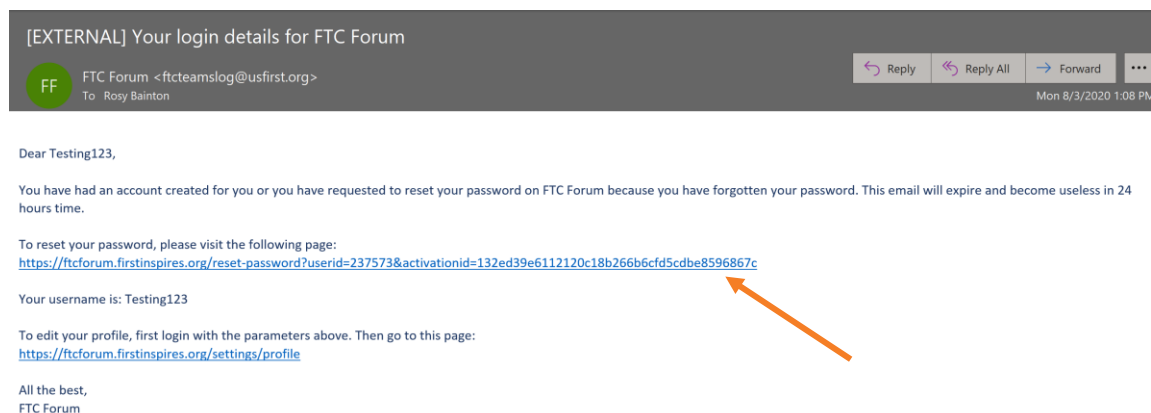 [EXTERNAL] Your login details for FTC Forum
FF
FTC Forum <ftcteamslog@usfirst.org>
To Rosy Bainton
Reply
Reply All
Forward
Mon 8/3/2020 1:08 PM
Dear Testing123,
You have had an account created for you or you have requested to reset your password on FTC Forum because you have forgotten your password. This email will expire and become useless in 24
hours time.
To reset your password, please visit the following page:
https://ftcforum.firstinspires.org/reset-password?userid=237573&activationid=132ed39e6112120c18b266b6cfd5cdbe8596867c
Your username is: Testing123
To edit your profile, first login with the parameters above. Then go to this page:
https://ftcforum.firstinspires.org/settings/profile
All the best,
FTC Forum